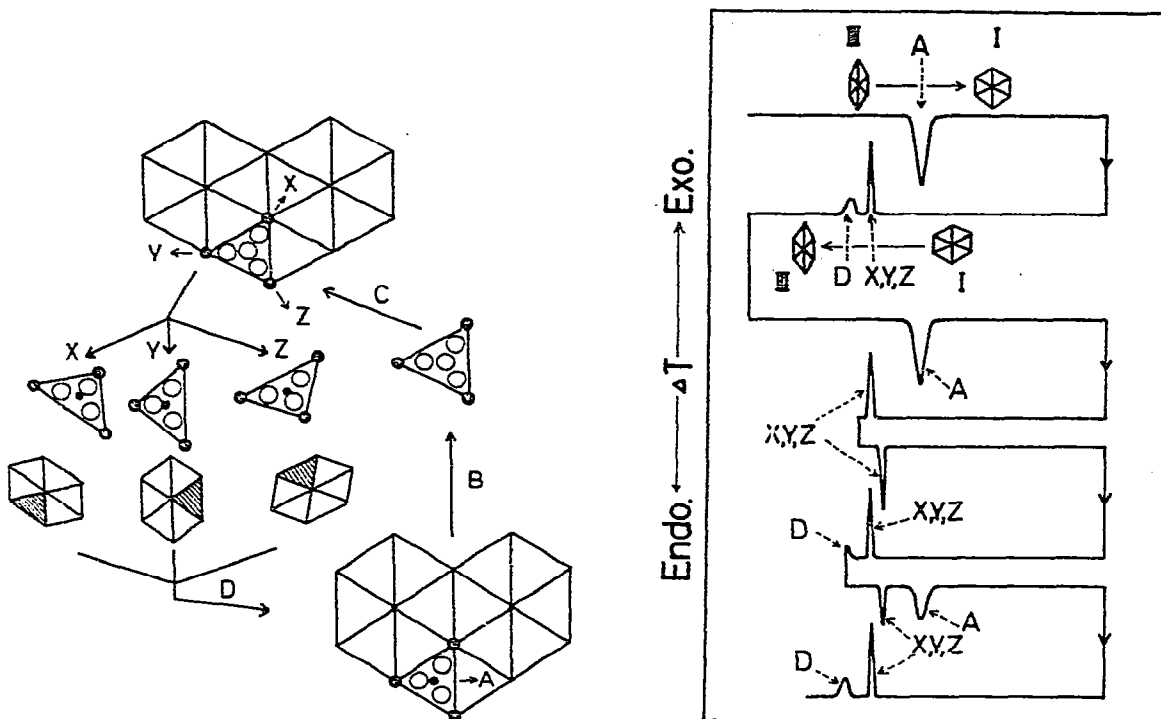 X
Y
Z
C
X
Y
Z
B
D
A
Endo. ΔT Exo.
Ⅲ
A
I
Ⅲ
D
X,Y,Z
I
A
X,Y,Z
X,Y,Z
D
A
X,Y,Z
D